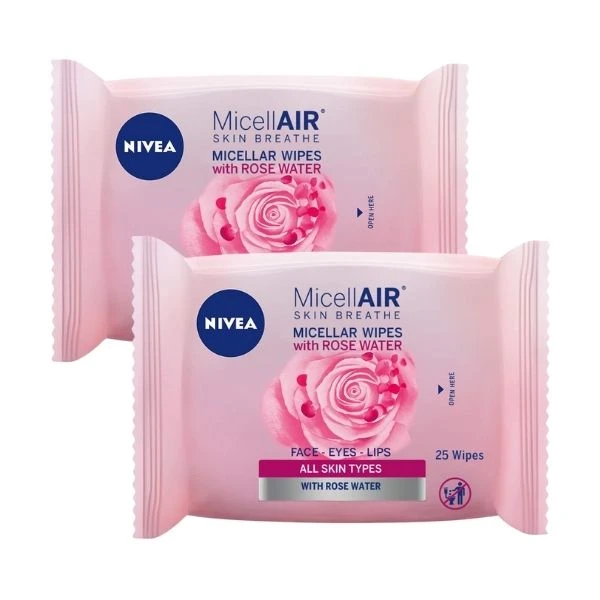 NIVEA
MicellAIR®
SKIN BREATHE
MICELLAR WIPES
with ROSE WATER
OPEN HERE
NIVEA
MicellAIR®
SKIN BREATHE
MICELLAR WIPES
with ROSE WATER
OPEN HERE
FACE - EYES - LIPS
25 Wipes
ALL SKIN TYPES
WITH ROSE WATER